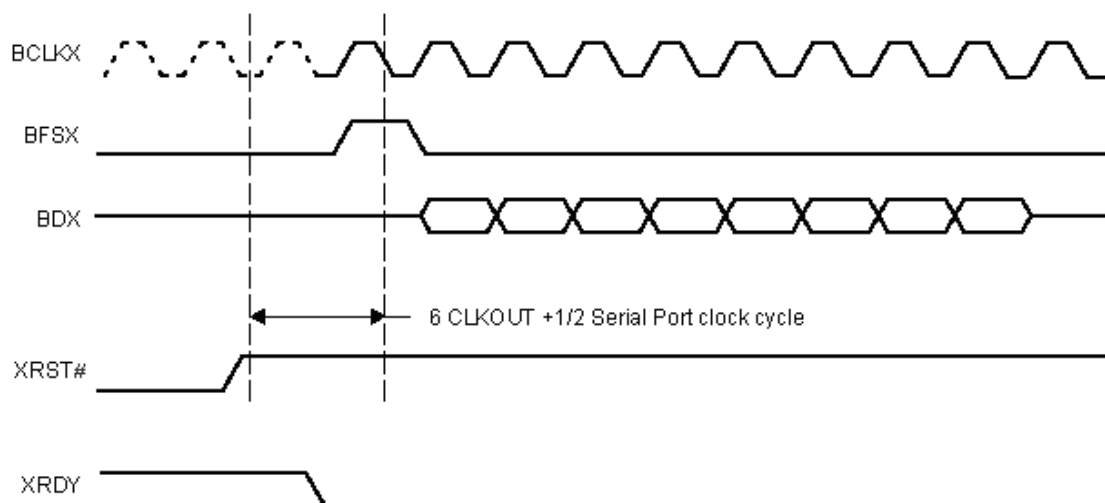 BCLKX
BFSX
BDX
6 CLKOUT +1/2 Serial Port clock cycle
XRST#
XRDY